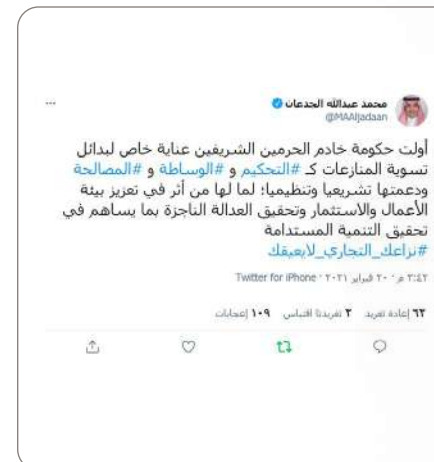 محمد عبدالله الجدعان
@MAAljadaan
أولت حكومة خادم الحرمين الشريفين عناية خاص لبدائل
تسوية المنازعات كـ #التحكيم و #الوساطة و #المصالحة
ودعمتها تشريعيا وتنظيميا؛ لما لها من أثر في تعزيز بيئة
الأعمال والاستثمار وتحقيق العدالة الناجزة بما يساهم في
تحقيق التنمية المستدامة
#نزاعك_التجاري_لايعيقك
٣:٤٢ م · ٢٠ فبراير ٢٠٢١ · Twitter for iPhone
٦٢ إعادة تغريد ٢ تغريدتا اقتباس ١٠٩ إعجابات